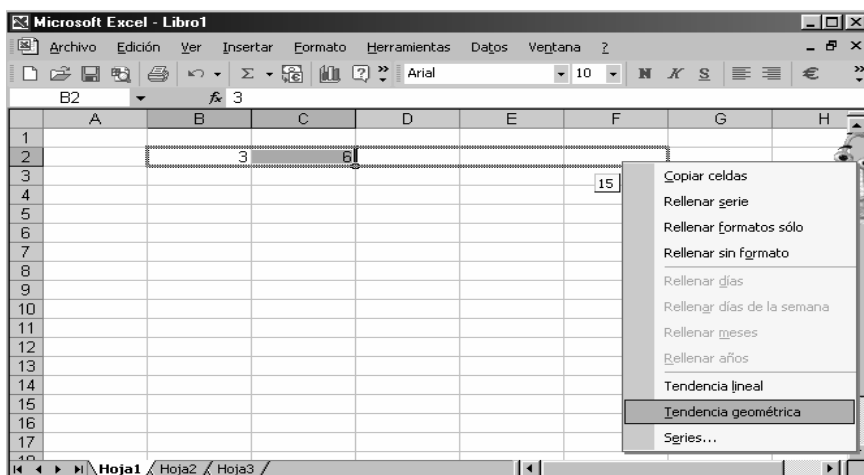 Microsoft Excel - Libro1
Archivo Edición Ver Insertar Formato Herramientas Datos Ventana ?
Σ Arial 10 N K S €
B2 fx 3
A B C D E F G H
1
2 3 6
3
15
4
5
6
7
8
9
10
11
12
13
14
15
16
17
18
Copiar celdas
Rellenar serie
Rellenar formatos sólo
Rellenar sin formato
Rellenar días
Rellenar días de la semana
Rellenar meses
Rellenar años
Tendencia lineal
Tendencia geométrica
Series...
Hoja1 Hoja2 Hoja3